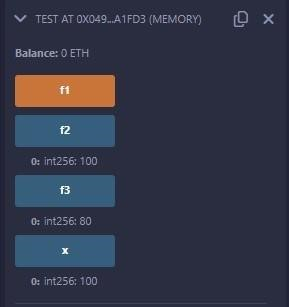 TEST AT 0X049...A1FD3 (MEMORY)
Balance: 0 ETH
f1
f2
0: int256: 100
f3
0: int256: 80
x
0: int256: 100